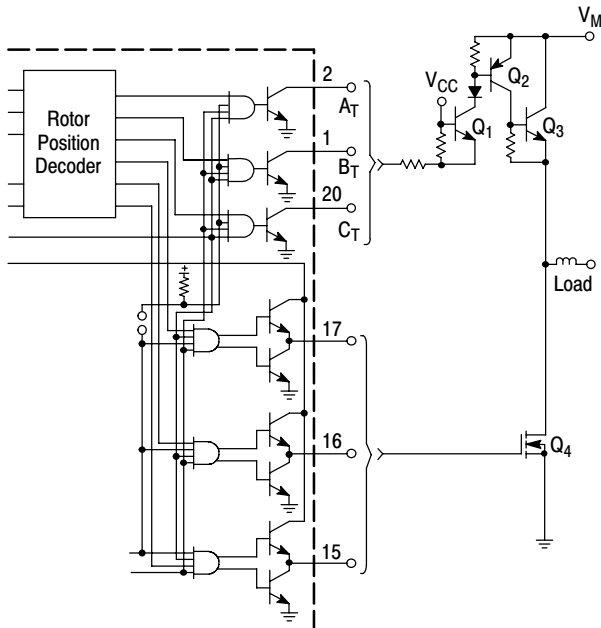 V_M
2
A_T
V_CC
Q_2
Rotor
Position
Decoder
Q_1
Q_3
1
B_T
20
C_T
+
Load
17
16
Q_4
15